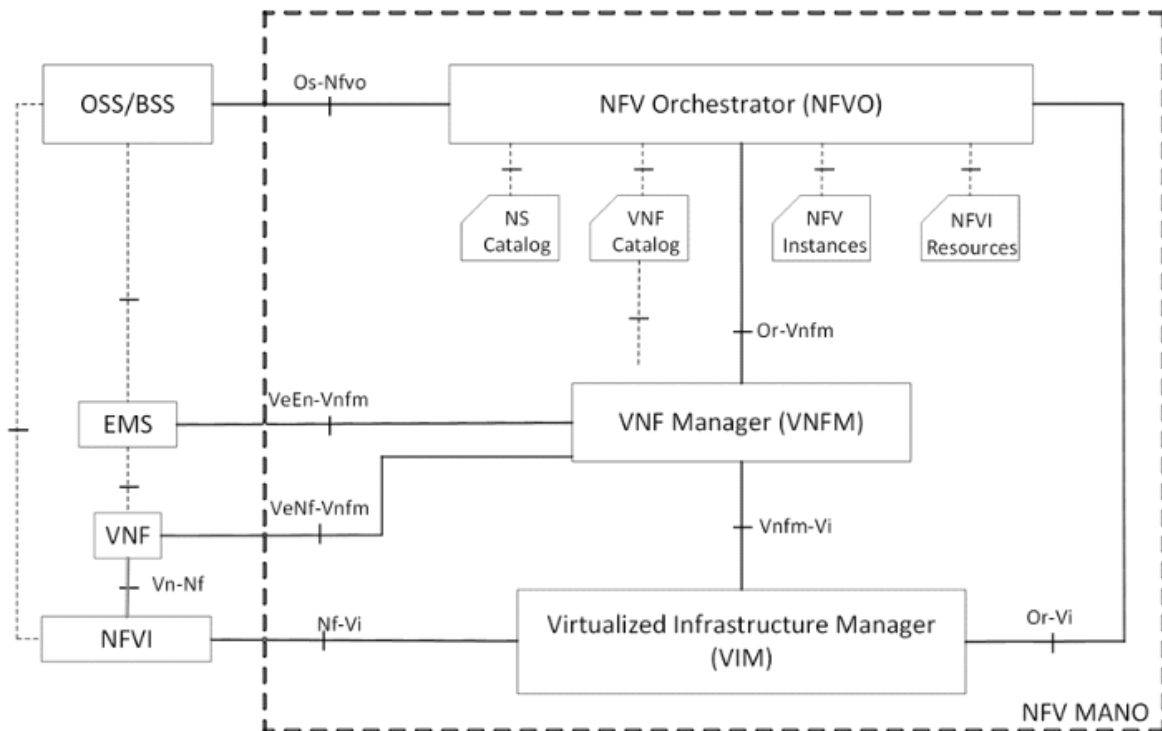 OSS/BSS
Os-Nfvo
NFV Orchestrator (NFVO)
NS
Catalog
VNF
Catalog
NFV
Instances
NFVI
Resources
Or-Vnfm
EMS
VeEn-Vnfm
VNF Manager (VNFM)
VNF
VeNf-Vnfm
Vnfm-Vi
Vn-Nf
NFVI
Nf-Vi
Virtualized Infrastructure Manager
(VIM)
Or-Vi
NFV MANO